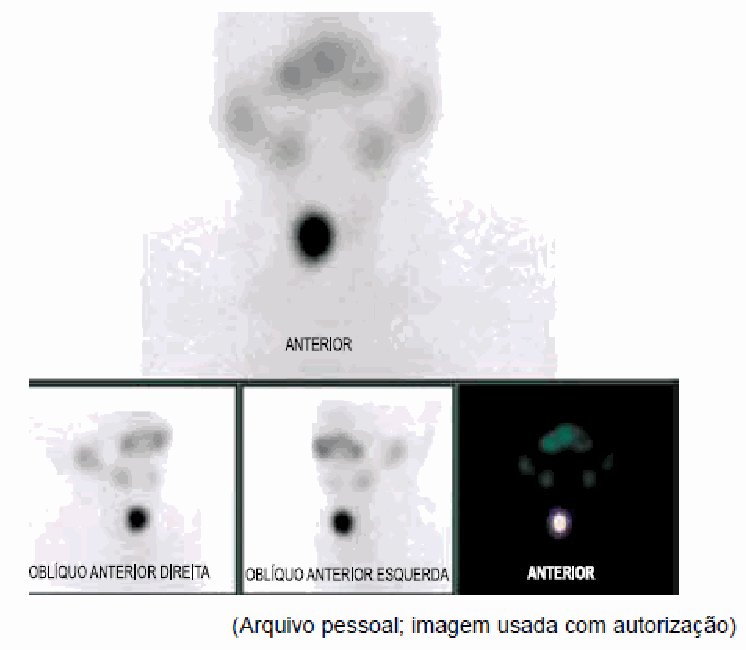 ANTERIOR
OBLÍQUO ANTERIOR DIREITA
OBLÍQUO ANTERIOR ESQUERDA
ANTERIOR
(Arquivo pessoal; imagem usada com autorização)